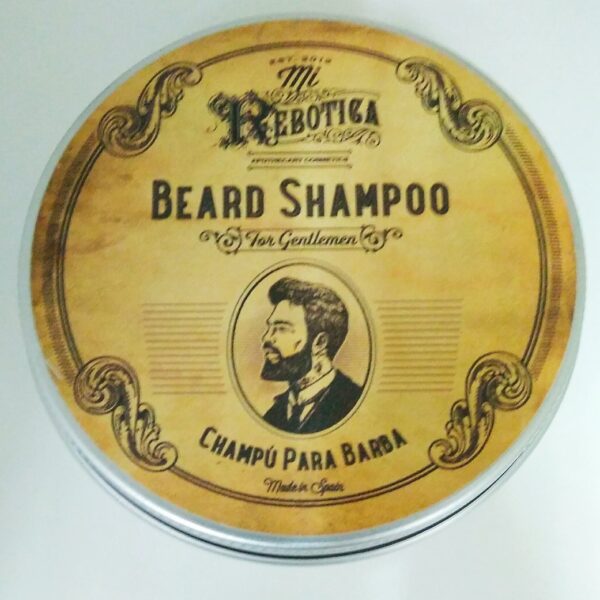 EST. 2012
Mi
REBOTICA
APOTHECARY COSMETICS
BEARD SHAMPOO
For Gentlemen
CHAMPÚ PARA BARBA
Made in Spain